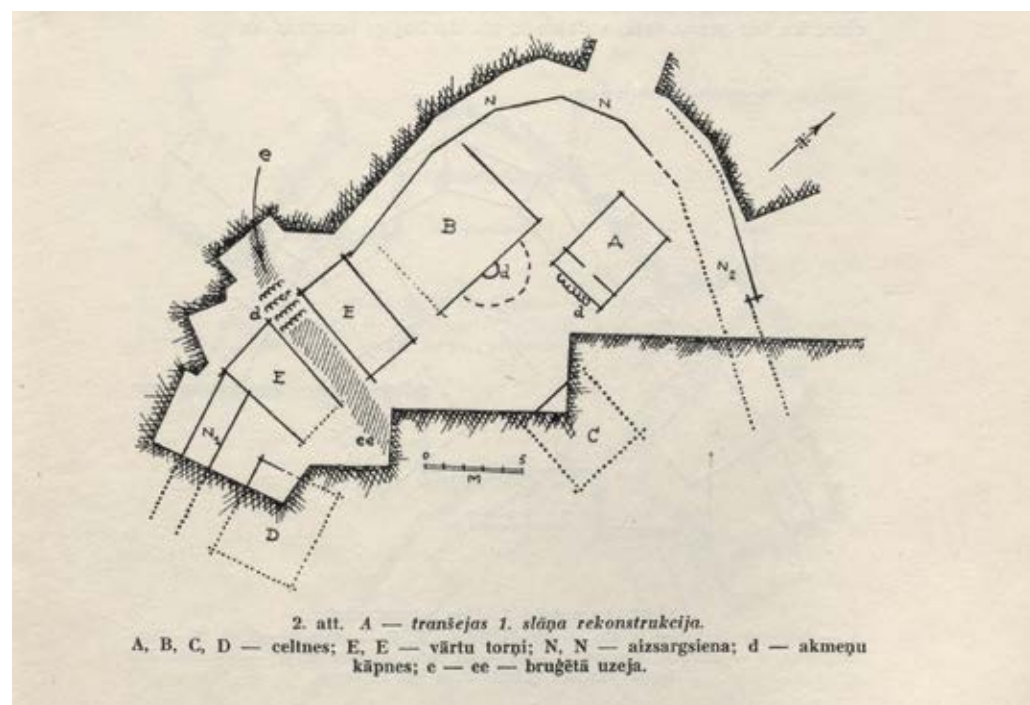 e
N
N
B
A
d
d
N₂
E
d
E
N₁
ee
C
D
0 5
M
2. att. A — tranšejas 1. slāņa rekonstrukcija.
A, B, C, D — celtnes; E, E — vārtu torņi; N, N — aizsargsiena; d — akmeņu
kāpnes; e — ee — bruģētā uzeja.